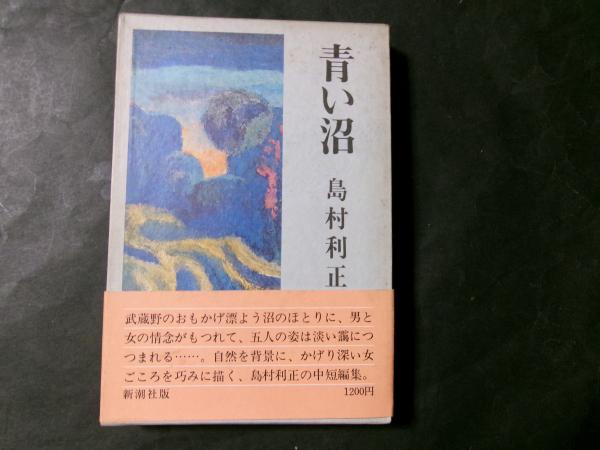 青い沼
島村利正
武蔵野のおもかげ漂よう沼のほとりに、男と
女の情念がもつれて、五人の姿は淡い靄につ
つまれる……。自然を背景に、かげり深い女
ごころを巧みに描く、島村利正の中短編集。
新潮社版 1200円